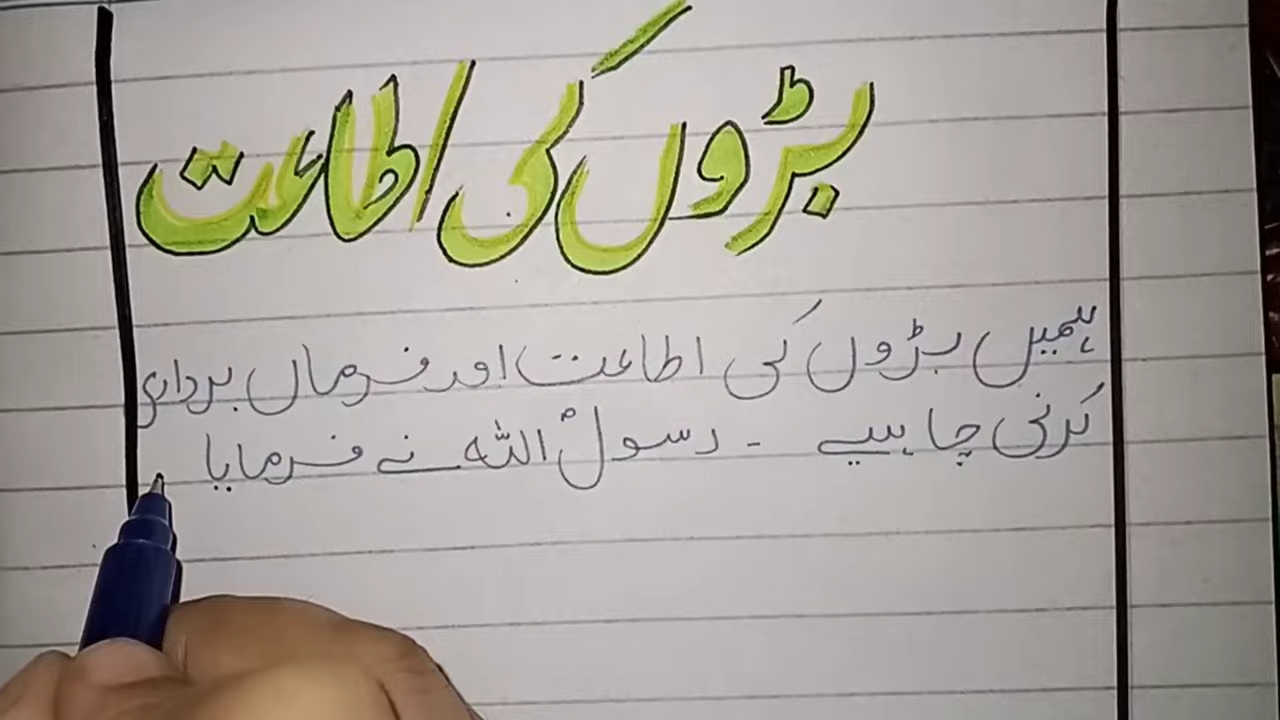 بڑوں کی اطاعت
ہمیں بڑوں کی اطاعت اور فرماں برداری
کرنی چاہیے ۔ رسولؐ اللہ نے فرمایا